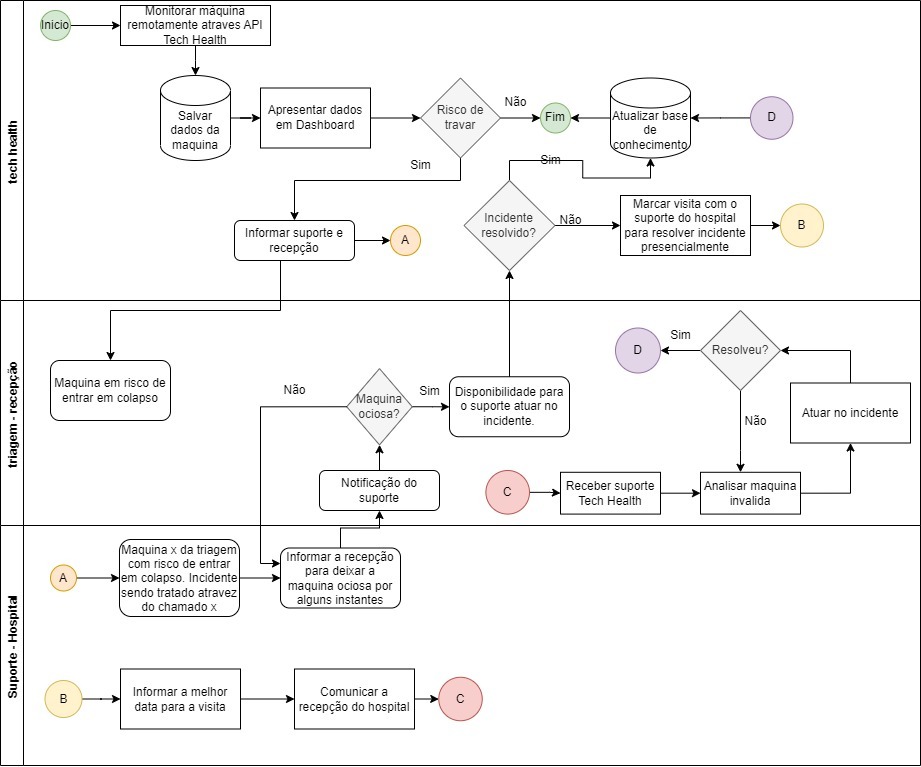 tech health
Inicio
Monitorar máquina
remotamente atraves API
Tech Health
Salvar
dados da
maquina
Apresentar dados
em Dashboard
Risco de
travar
Não
Fim
Atualizar base
de
conhecimento
D
Sim
Informar suporte e
recepção
A
Sim
Incidente
resolvido?
Não
Marcar visita com o
suporte do hospital
para resolver incidente
presencialmente
B
triagem - recepção
Maquina em risco de
entrar em colapso
Não
Maquina
ociosa?
Sim
Disponibilidade para
o suporte atuar no
incidente.
Notificação do
suporte
D
Sim
Resolveu?
Não
Atuar no incidente
C
Receber suporte
Tech Health
Analisar maquina
invalida
Suporte - Hospital
A
Maquina x da triagem
com risco de entrar
em colapso. Incidente
sendo tratado atravez
do chamado x
Informar a recepção
para deixar a
maquina ociosa por
alguns instantes
B
Informar a melhor
data para a visita
Comunicar a
recepção do hospital
C